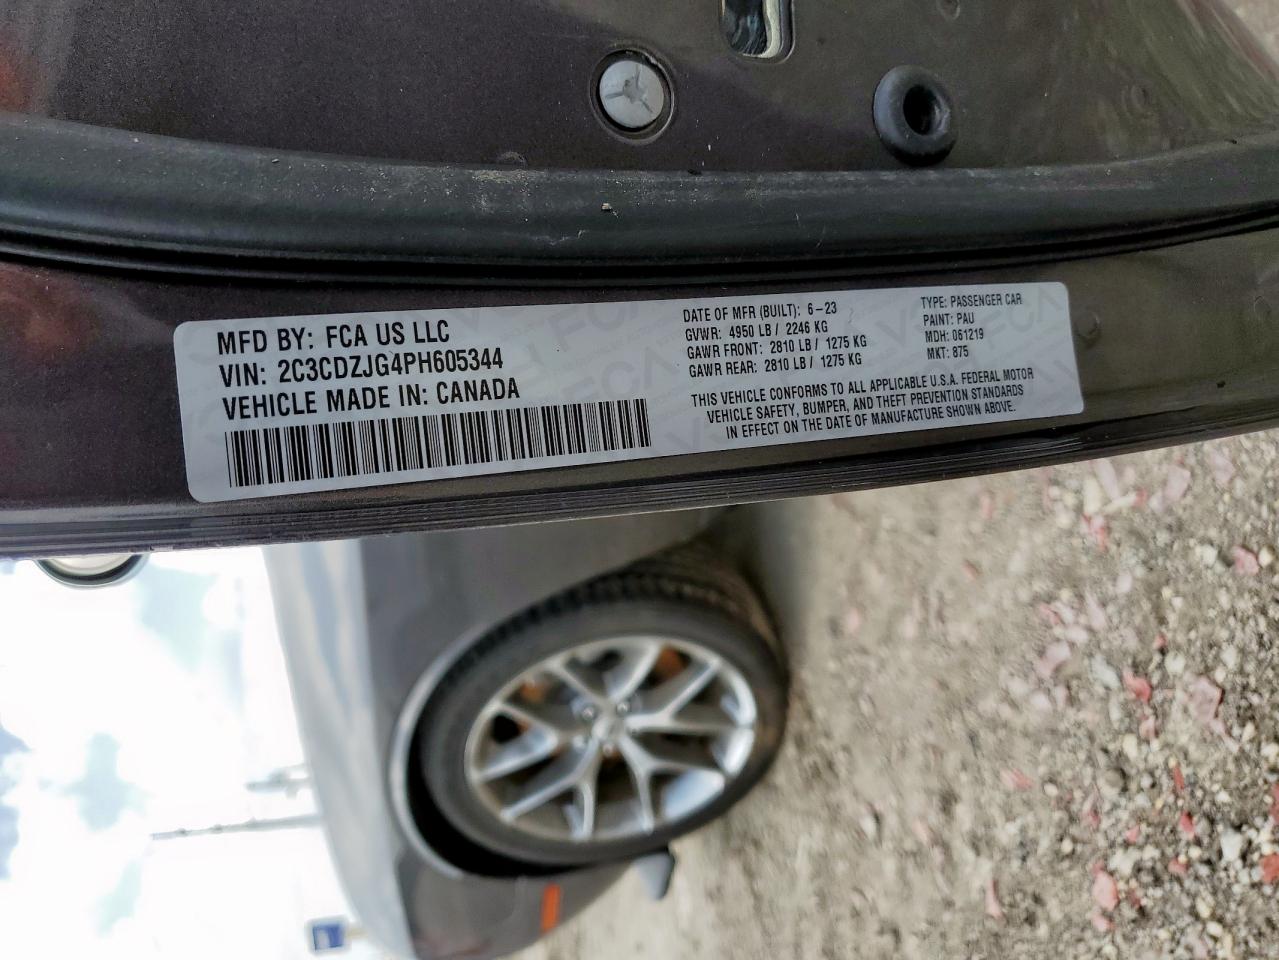 MFD BY: FCA US LLC
VIN: 2C3CDZJG4PH605344
VEHICLE MADE IN: CANADA
DATE OF MFR (BUILT): 6-23
GVWR: 4950 LB / 2246 KG
GAWR FRONT: 2810 LB / 1275 KG
GAWR REAR: 2810 LB / 1275 KG
TYPE: PASSENGER CAR
PAINT: PAU
MDH: 061219
MKT: 875
THIS VEHICLE CONFORMS TO ALL APPLICABLE U.S.A. FEDERAL MOTOR
VEHICLE SAFETY, BUMPER, AND THEFT PREVENTION STANDARDS
IN EFFECT ON THE DATE OF MANUFACTURE SHOWN ABOVE.